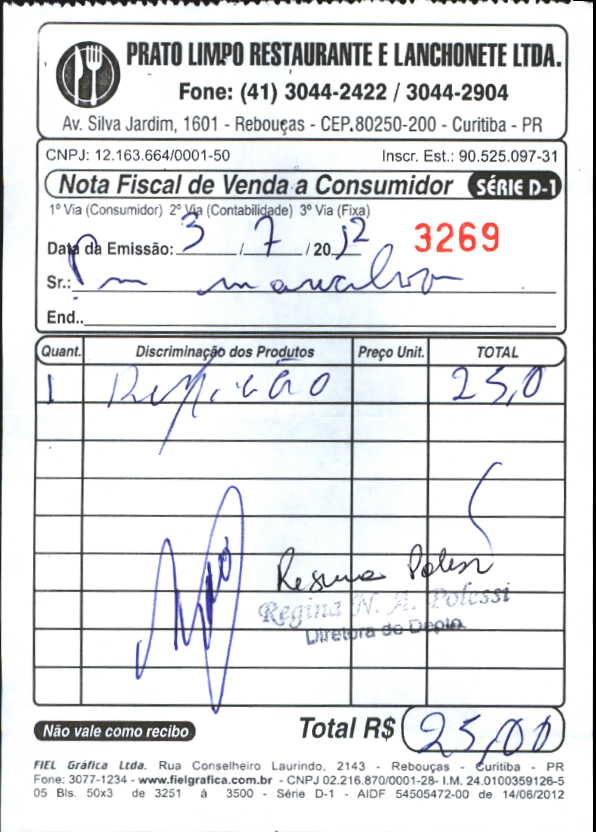 PRATO LIMPO RESTAURANTE E LANCHONETE LTDA.
Fone: (41) 3044-2422 / 3044-2904
Av. Silva Jardim, 1601 - Rebouças - CEP.80250-200 - Curitiba - PR
CNPJ: 12.163.664/0001-50 Inscr. Est.: 90.525.097-31
Nota Fiscal de Venda a Consumidor SÉRIE D-1
1º Via (Consumidor) 2º Via (Contabilidade) 3º Via (Fixa)
Data da Emissão: 3 / 7 / 20 12 3269
Sr.:
End..
Quant. Discriminação dos Produtos Preço Unit. TOTAL
1 Refeição 25,0
Regina N. A. Polessi
Diretora do Depto.
Não vale como recibo Total R$ 25,00
FIEL Gráfica Ltda. Rua Conselheiro Laurindo, 2143 - Rebouças - Curitiba - PR
Fone: 3077-1234 - www.fielgrafica.com.br - CNPJ 02.216.870/0001-28- I.M. 24.0100359126-5
05 Bls. 50x3 de 3251 à 3500 - Série D-1 - AIDF 54505472-00 de 14/06/2012